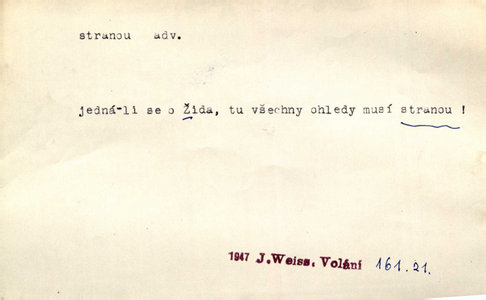 stranou adv.
jedná-li se o Žida, tu všechny ohledy musí stranou !
1947 J.Weiss. Volání 161.21.